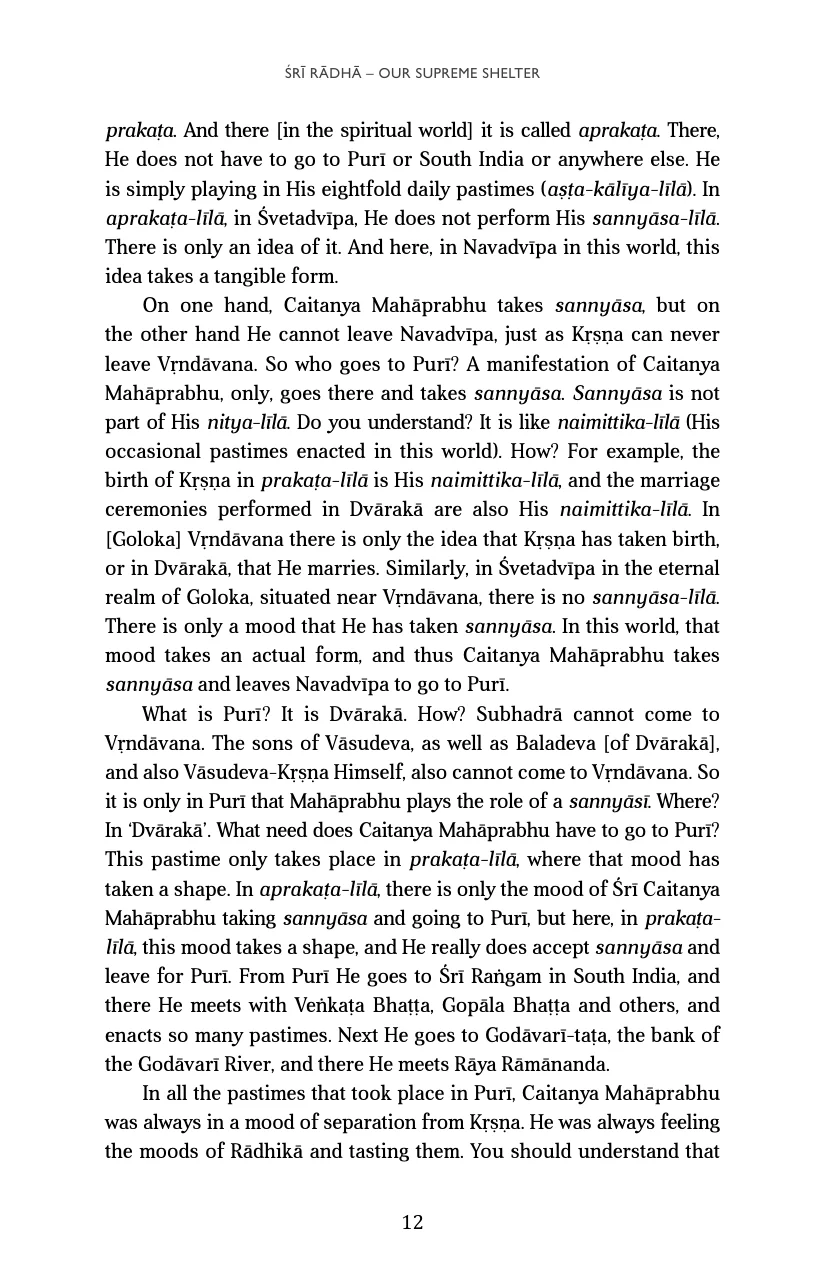 ŚRĪ RĀDHĀ – OUR SUPREME SHELTER
prakaṭa. And there [in the spiritual world] it is called aprakaṭa. There,
He does not have to go to Purī or South India or anywhere else. He
is simply playing in His eightfold daily pastimes (aṣṭa-kālīya-līlā). In
aprakaṭa-līlā, in Śvetadvīpa, He does not perform His sannyāsa-līlā.
There is only an idea of it. And here, in Navadvīpa in this world, this
idea takes a tangible form.
On one hand, Caitanya Mahāprabhu takes sannyāsa, but on
the other hand He cannot leave Navadvīpa, just as Kṛṣṇa can never
leave Vṛndāvana. So who goes to Purī? A manifestation of Caitanya
Mahāprabhu, only, goes there and takes sannyāsa. Sannyāsa is not
part of His nitya-līlā. Do you understand? It is like naimittika-līlā (His
occasional pastimes enacted in this world). How? For example, the
birth of Kṛṣṇa in prakaṭa-līlā is His naimittika-līlā, and the marriage
ceremonies performed in Dvārakā are also His naimittika-līlā. In
[Goloka] Vṛndāvana there is only the idea that Kṛṣṇa has taken birth,
or in Dvārakā, that He marries. Similarly, in Śvetadvīpa in the eternal
realm of Goloka, situated near Vṛndāvana, there is no sannyāsa-līlā.
There is only a mood that He has taken sannyāsa. In this world, that
mood takes an actual form, and thus Caitanya Mahāprabhu takes
sannyāsa and leaves Navadvīpa to go to Purī.
What is Purī? It is Dvārakā. How? Subhadrā cannot come to
Vṛndāvana. The sons of Vāsudeva, as well as Baladeva [of Dvārakā],
and also Vāsudeva-Kṛṣṇa Himself, also cannot come to Vṛndāvana. So
it is only in Purī that Mahāprabhu plays the role of a sannyāsī. Where?
In ‘Dvārakā’. What need does Caitanya Mahāprabhu have to go to Purī?
This pastime only takes place in prakaṭa-līlā, where that mood has
taken a shape. In aprakaṭa-līlā, there is only the mood of Śrī Caitanya
Mahāprabhu taking sannyāsa and going to Purī, but here, in prakaṭa-
līlā, this mood takes a shape, and He really does accept sannyāsa and
leave for Purī. From Purī He goes to Śrī Raṅgam in South India, and
there He meets with Veṅkaṭa Bhaṭṭa, Gopāla Bhaṭṭa and others, and
enacts so many pastimes. Next He goes to Godāvarī-taṭa, the bank of
the Godāvarī River, and there He meets Rāya Rāmānanda.
In all the pastimes that took place in Purī, Caitanya Mahāprabhu
was always in a mood of separation from Kṛṣṇa. He was always feeling
the moods of Rādhikā and tasting them. You should understand that
12